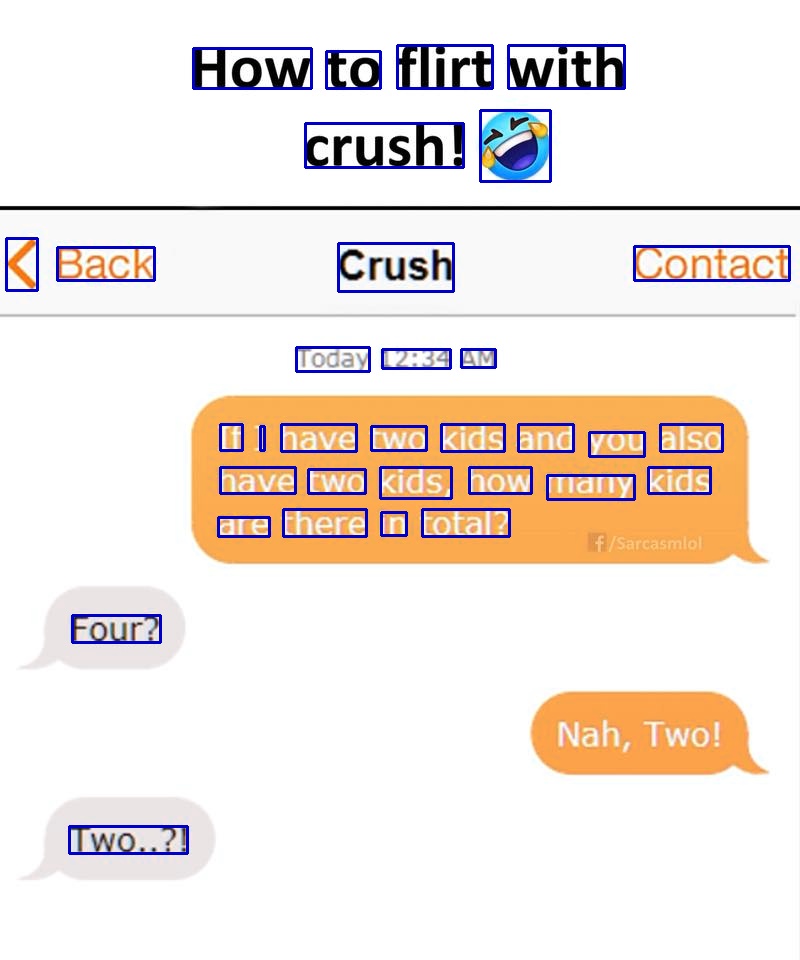 How to flirt with
crush! 🤣
Back Crush Contact
Today 12:34 AM
If I have two kids and you also
have two kids, how many kids
are there in total?
f/Sarcasmlol
Four?
Nah, Two!
Two..?!